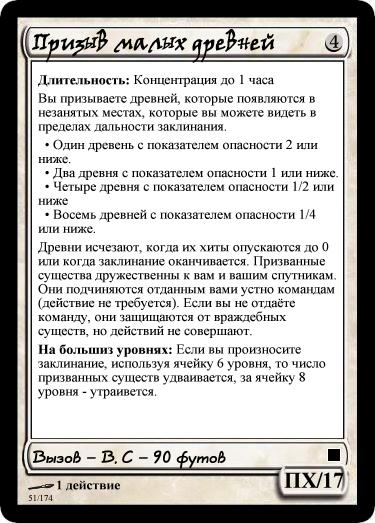 Призыв малых древней
4
Длительность: Концентрация до 1 часа
Вы призываете древней, которые появляются в
незанятых местах, которые вы можете видеть в
пределах дальности заклинания.
• Один древень с показателем опасности 2 или
ниже.
• Два древня с показателем опасности 1 или ниже.
• Четыре древня с показателем опасности 1/2 или
ниже
• Восемь древней с показателем опасности 1/4
или ниже.
Древни исчезают, когда их хиты опускаются до 0
или когда заклинание оканчивается. Призванные
существа дружественны к вам и вашим спутникам.
Они подчиняются отданным вами устно командам
(действие не требуется). Если вы не отдаёте
команду, они защищаются от враждебных
существ, но действий не совершают.
На большиз уровнях: Если вы произносите
заклинание, используя ячейку 6 уровня, то число
призванных существ удваивается, за ячейку 8
уровня - утраивется.
Вызов – В, С – 90 футов
1 действие
ПХ/17
51/174